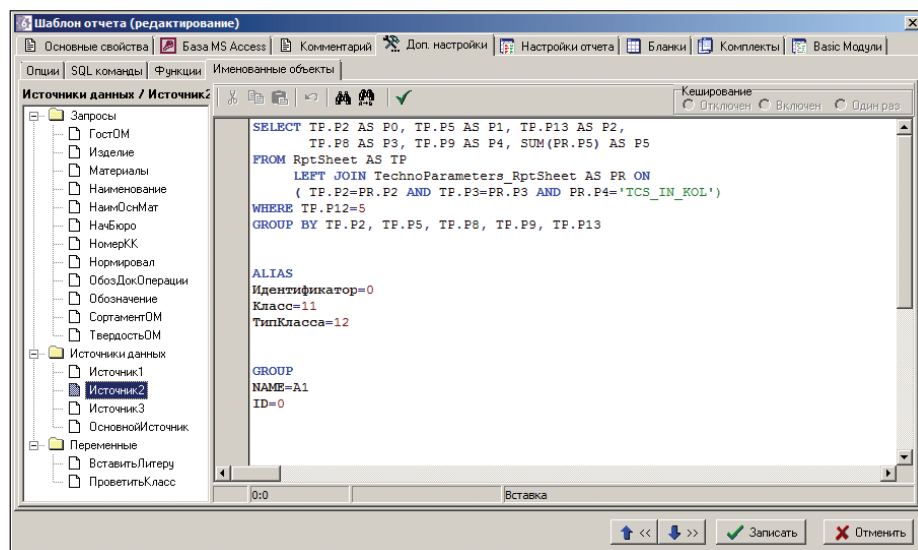 Шаблон отчета (редактирование)
Основные свойства База MS Access Комментарий Доп. настройки Настройки отчета Бланки Комплекты Basic Модули
Опции SQL команды Функции Именованные объекты
Источники данных / Источник2
Кеширование
Отключен Включен Один раз
Запросы
ГостОМ
Изделие
Материалы
Наименование
НаимОснМат
НачБюро
НомерКК
Нормировал
ОбозДокОперации
Обозначение
СортаментОМ
ТвердостьОМ
Источники данных
Источник1
Источник2
Источник3
ОсновнойИсточник
Переменные
ВставитьЛитеру
ПроветитьКласс
SELECT TP.P2 AS P0, TP.P5 AS P1, TP.P13 AS P2,
TP.P8 AS P3, TP.P9 AS P4, SUM(PR.P5) AS P5
FROM RptSheet AS TP
LEFT JOIN TechnoParameters_RptSheet AS PR ON
( TP.P2=PR.P2 AND TP.P3=PR.P3 AND PR.P4='TCS_IN_KOL')
WHERE TP.P12=5
GROUP BY TP.P2, TP.P5, TP.P8, TP.P9, TP.P13
ALIAS
Идентификатор=0
Класс=11
ТипКласса=12
GROUP
NAME=A1
ID=0
0:0 Вставка
<< >> Записать Отменить